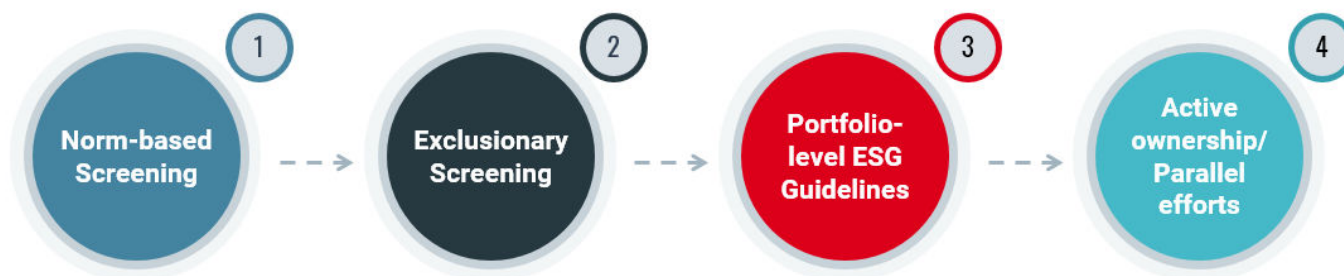 1
Norm-based
Screening
2
Exclusionary
Screening
3
Portfolio-
level ESG
Guidelines
4
Active
ownership/
Parallel
efforts